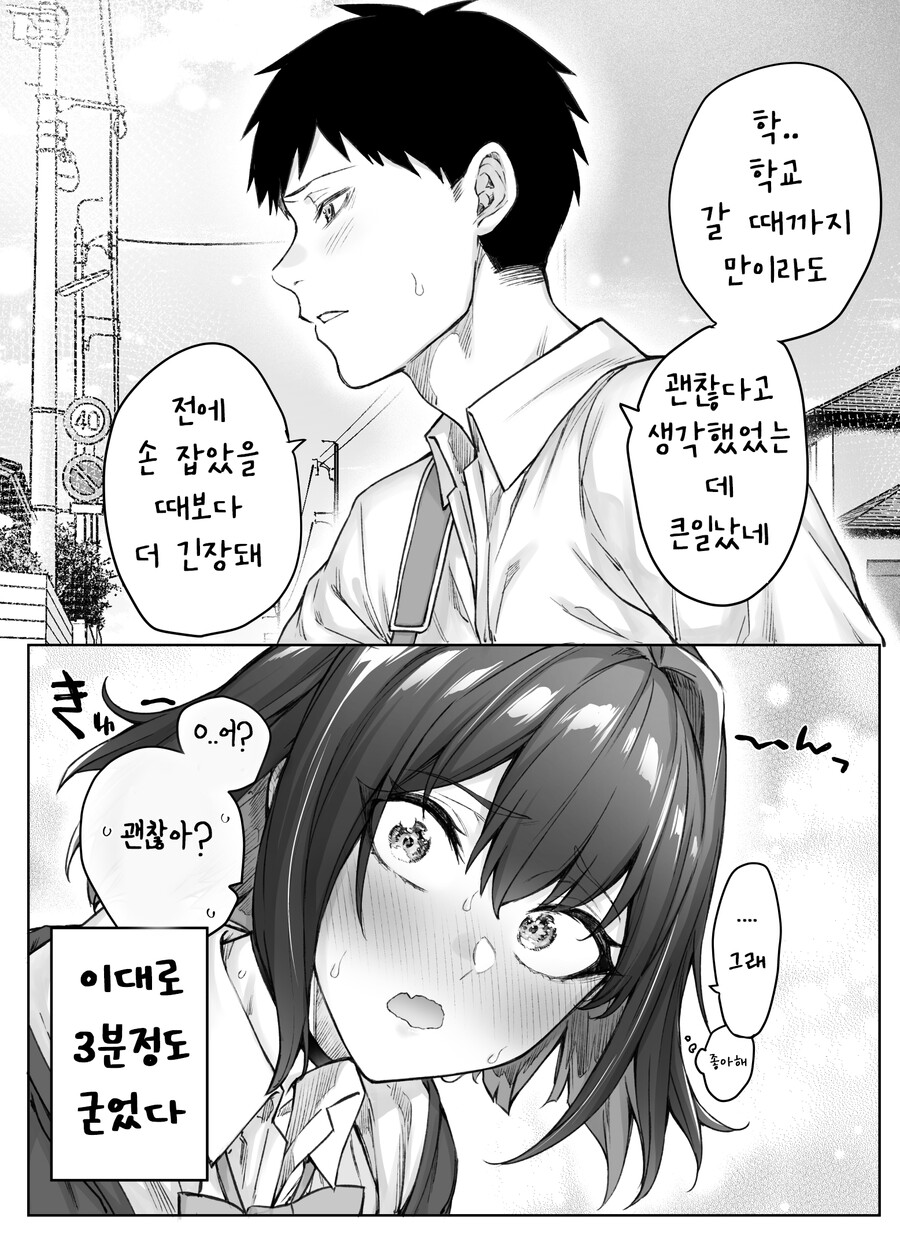 학..
학교
갈 때까지
만이라도
괜찮다고
생각했었는
데
큰일났네
전에
손 잡았을
때보다
더 긴장돼
40
きゅ〜〜ん
ㅇ..어?
괜찮아?
....
그래
좋아해
이대로
3분정도
굳었다